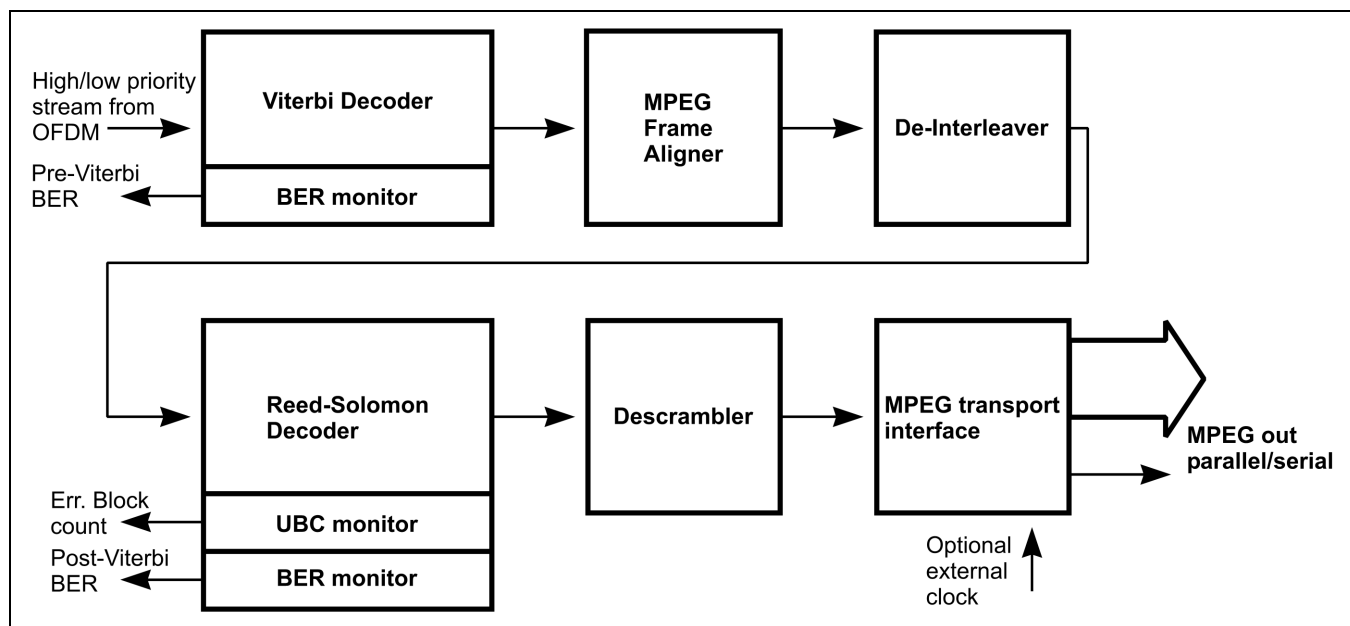 High/low priority
stream from
OFDM
Viterbi Decoder
MPEG
Frame
Aligner
De-Interleaver
Pre-Viterbi
BER
BER monitor
Reed-Solomon
Decoder
Descrambler
MPEG transport
interface
MPEG out
parallel/serial
Err. Block
count
UBC monitor
Post-Viterbi
BER
BER monitor
Optional
external
clock